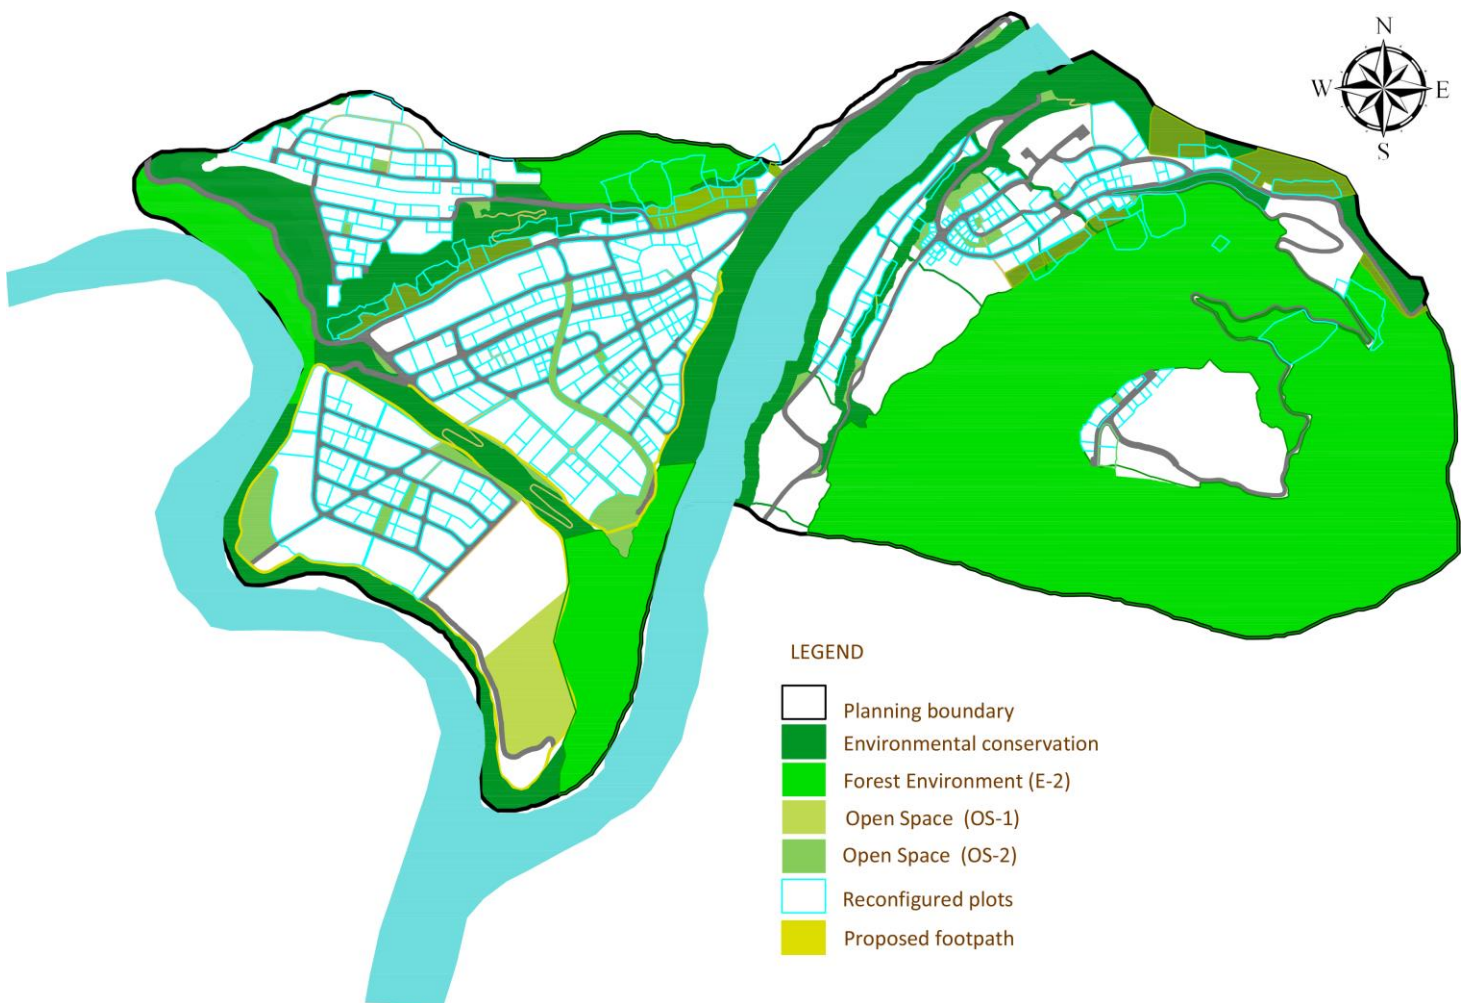 N
W E
S
LEGEND
Planning boundary
Environmental conservation
Forest Environment (E-2)
Open Space (OS-1)
Open Space (OS-2)
Reconfigured plots
Proposed footpath